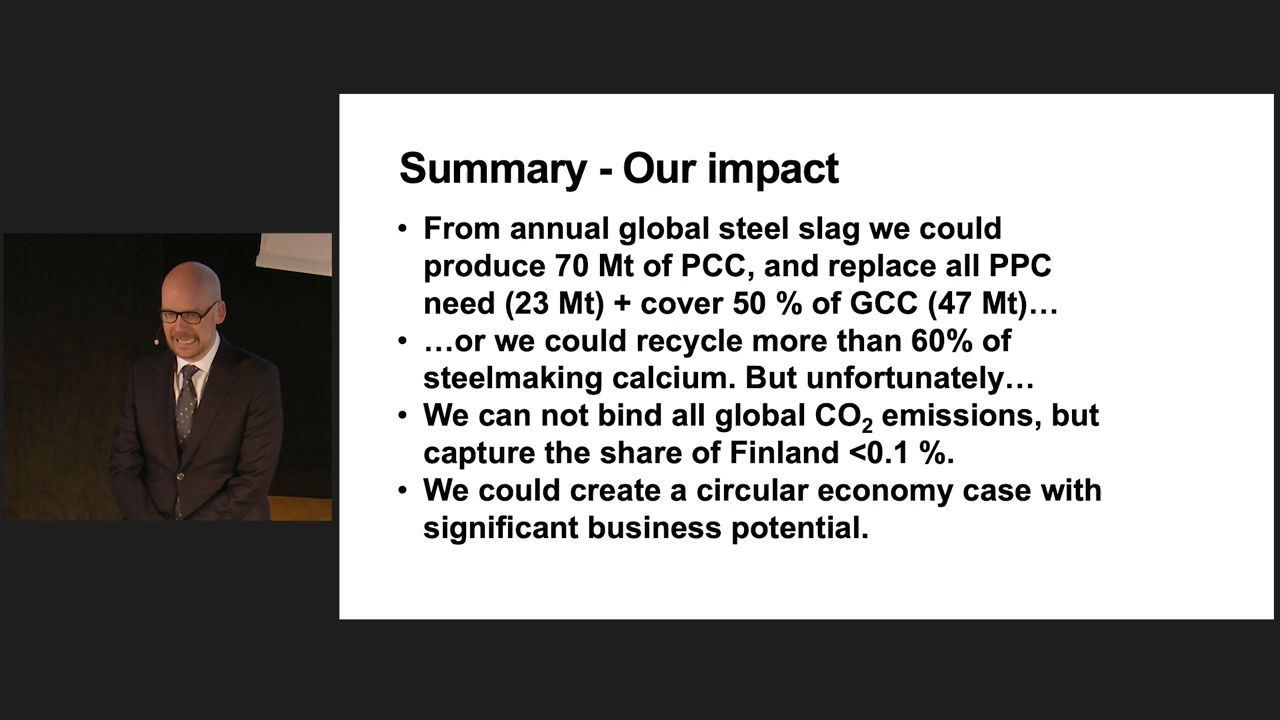 Summary - Our impact
• From annual global steel slag we could
produce 70 Mt of PCC, and replace all PPC
need (23 Mt) + cover 50 % of GCC (47 Mt)…
• …or we could recycle more than 60% of
steelmaking calcium. But unfortunately…
• We can not bind all global CO₂ emissions, but
capture the share of Finland <0.1 %.
• We could create a circular economy case with
significant business potential.